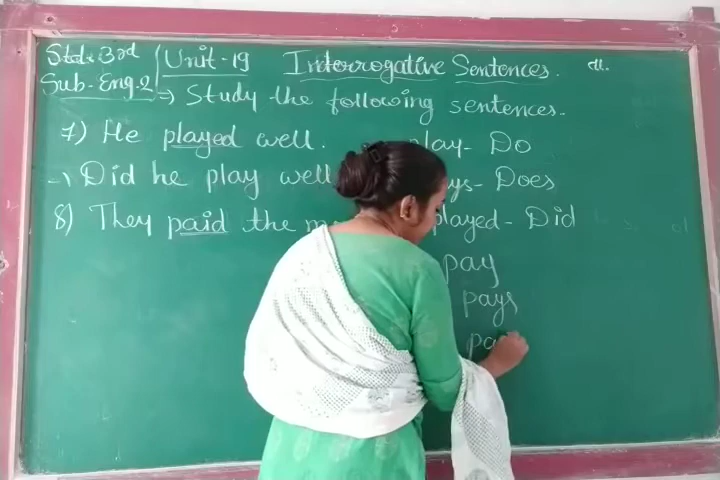 Std:- 3rd Unit-19 Interrogative Sentences.
Sub- Eng.2 → Study the following sentences.
7) He played well. play- Do
→ Did he play well Does
8) They paid the played- Did
pay
pays
pa